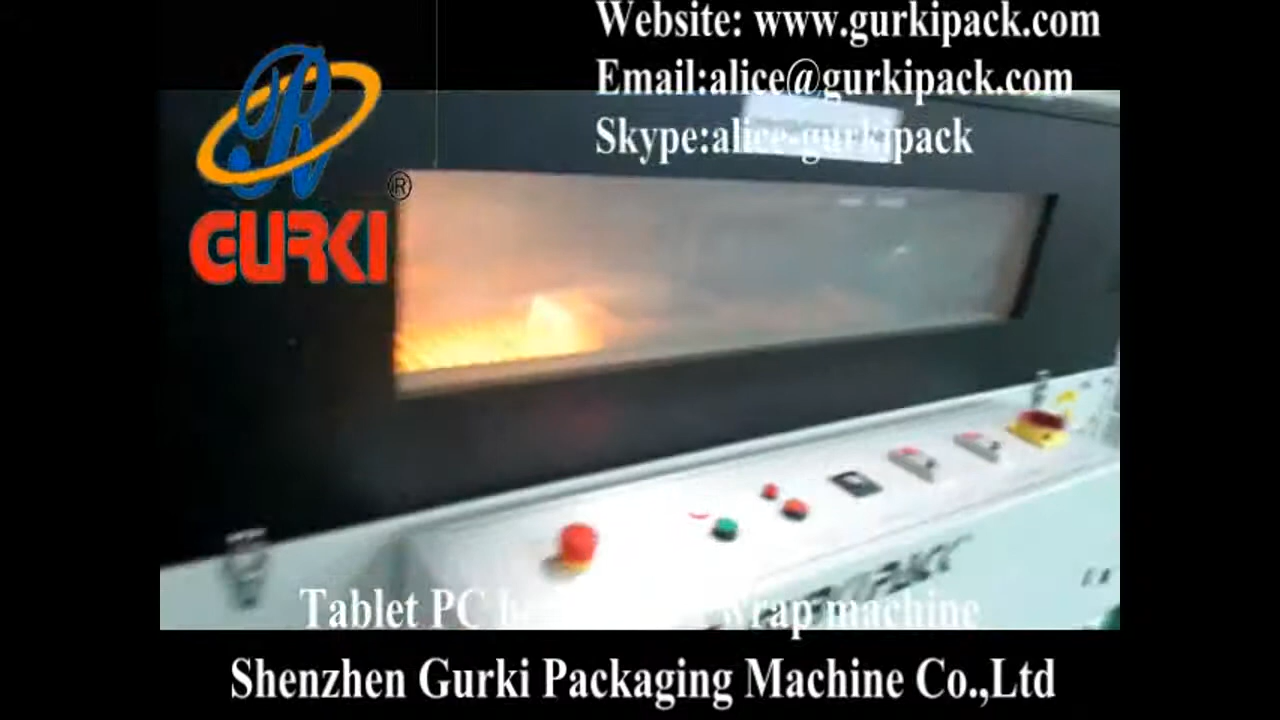 Website: www.gurkipack.com
Email:alice@gurkipack.com
Skype:alice-gurkipack
R
®
GURKI
Tablet PC wrap machine
Shenzhen Gurki Packaging Machine Co.,Ltd